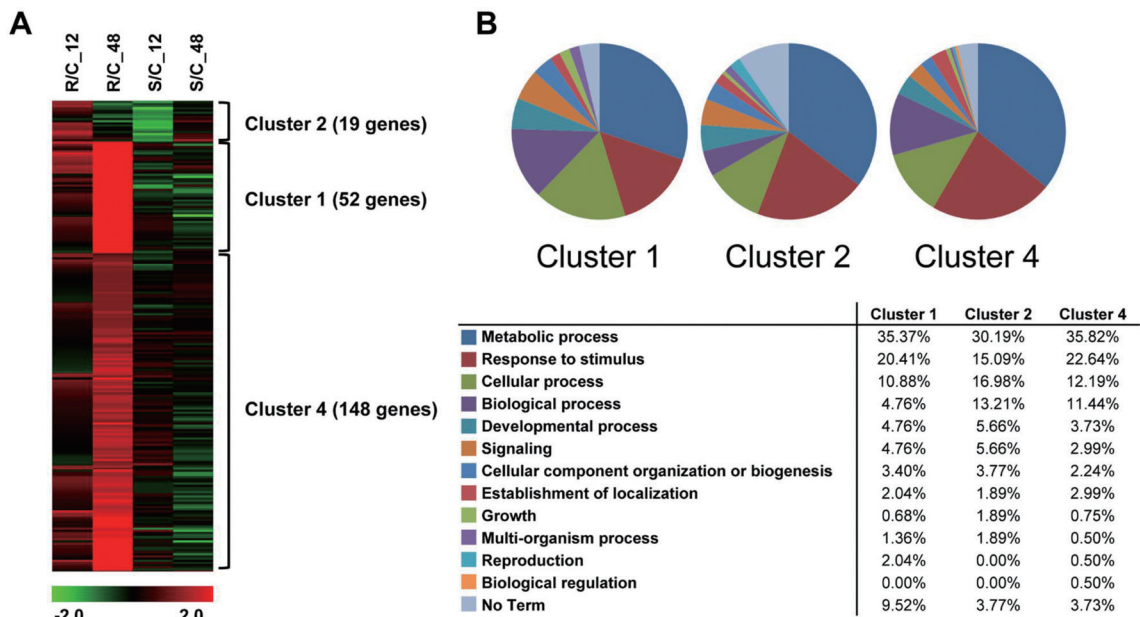 A
R/C_12
R/C_48
S/C_12
S/C_48
Cluster 2 (19 genes)
Cluster 1 (52 genes)
Cluster 4 (148 genes)
-2.0
2.0
B
Cluster 1
Cluster 2
Cluster 4
Cluster 1 Cluster 2 Cluster 4
Metabolic process 35.37% 30.19% 35.82%
Response to stimulus 20.41% 15.09% 22.64%
Cellular process 10.88% 16.98% 12.19%
Biological process 4.76% 13.21% 11.44%
Developmental process 4.76% 5.66% 3.73%
Signaling 4.76% 5.66% 2.99%
Cellular component organization or biogenesis 3.40% 3.77% 2.24%
Establishment of localization 2.04% 1.89% 2.99%
Growth 0.68% 1.89% 0.75%
Multi-organism process 1.36% 1.89% 0.50%
Reproduction 2.04% 0.00% 0.50%
Biological regulation 0.00% 0.00% 0.50%
No Term 9.52% 3.77% 3.73%